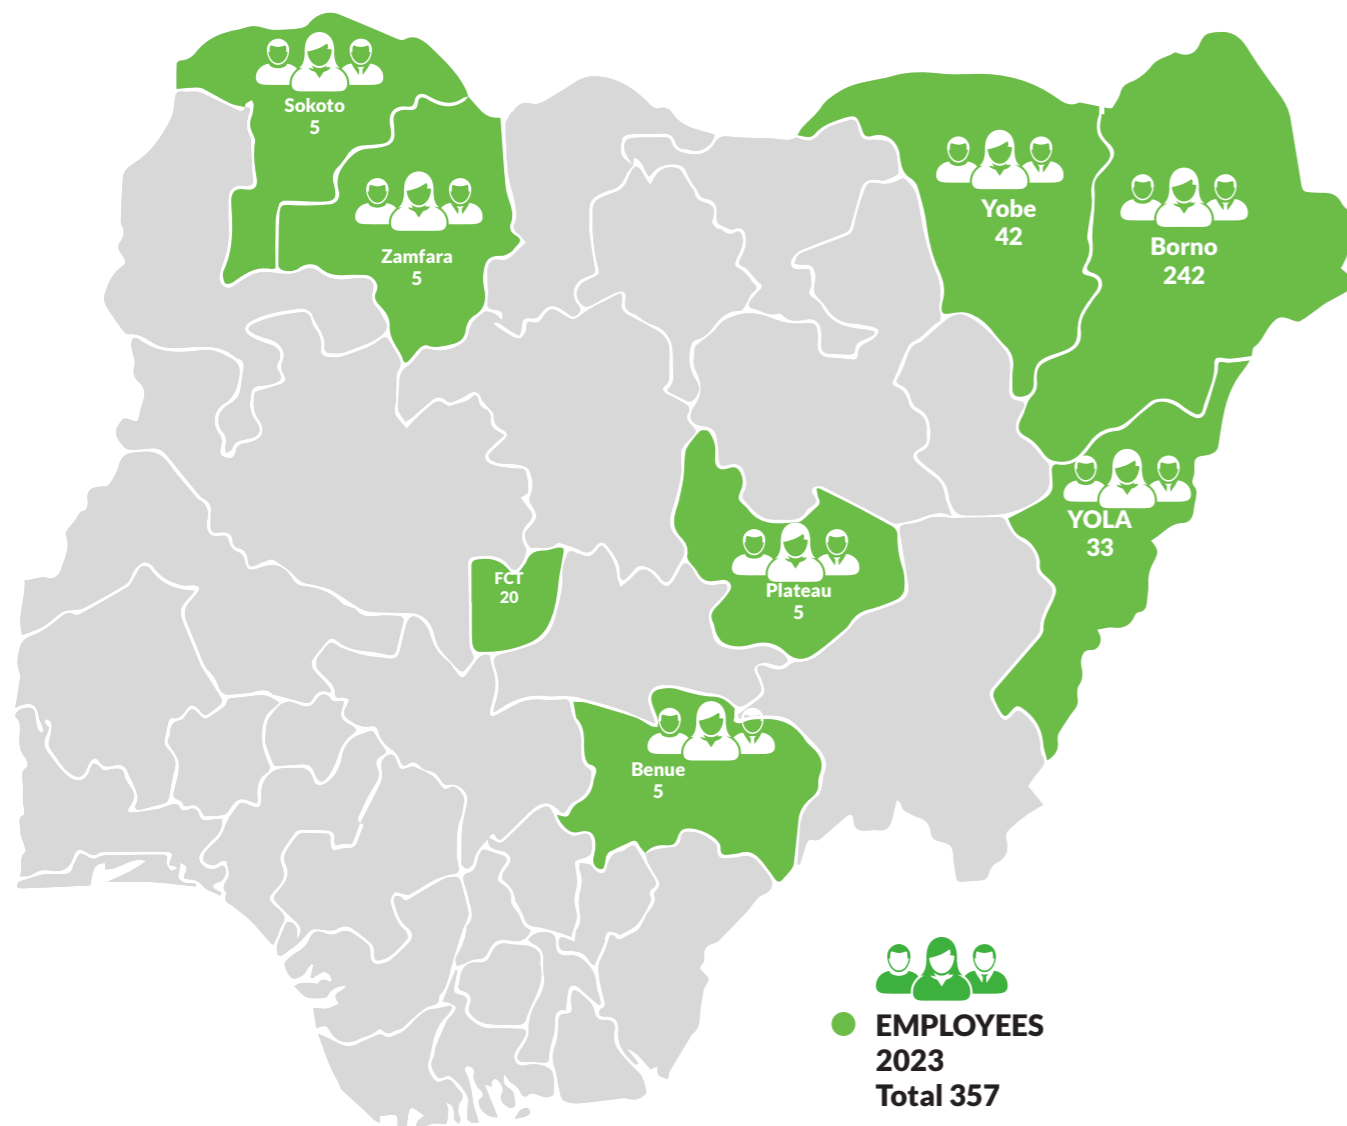 Sokoto
5
Zamfara
5
Yobe
42
Borno
242
YOLA
33
FCT
20
Plateau
5
Benue
5
EMPLOYEES
2023
Total 357